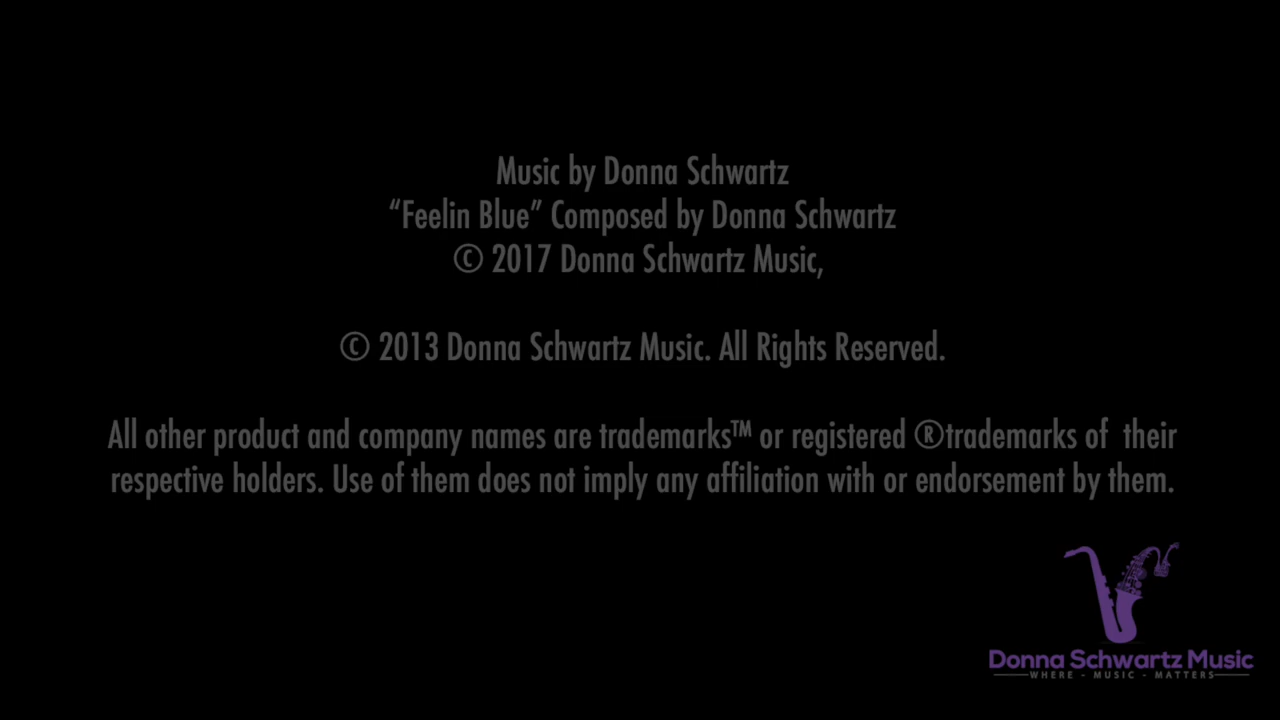 Music by Donna Schwartz
“Feelin Blue” Composed by Donna Schwartz
© 2017 Donna Schwartz Music,
© 2013 Donna Schwartz Music. All Rights Reserved.
All other product and company names are trademarks™ or registered ®trademarks of  their
respective holders. Use of them does not imply any affiliation with or endorsement by them.
Donna Schwartz Music
WHERE - MUSIC - MATTERS